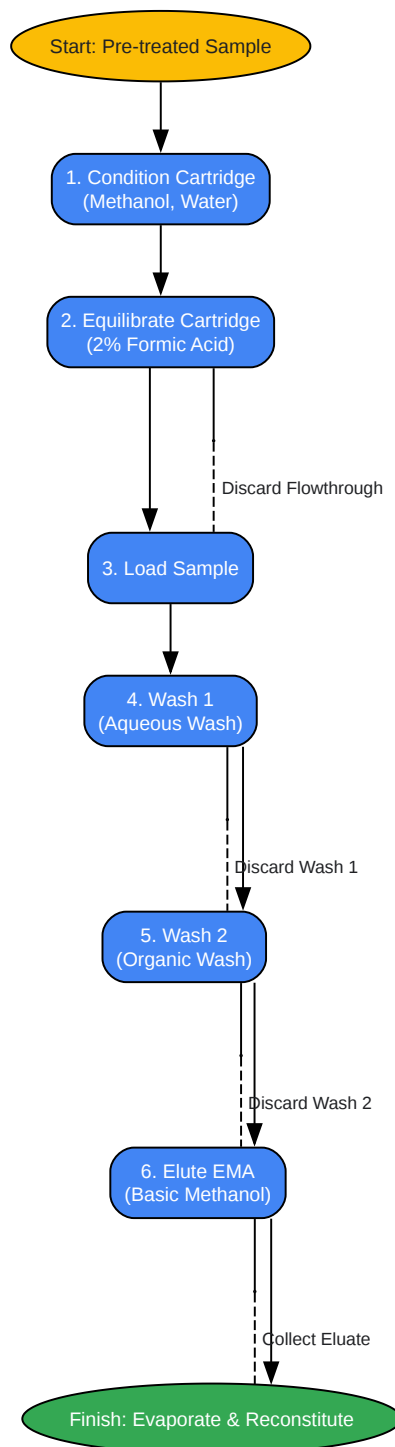 Start: Pre-treated Sample
1. Condition Cartridge
(Methanol, Water)
2. Equilibrate Cartridge
(2% Formic Acid)
Discard Flowthrough
3. Load Sample
4. Wash 1
(Aqueous Wash)
Discard Wash 1
5. Wash 2
(Organic Wash)
Discard Wash 2
6. Elute EMA
(Basic Methanol)
Collect Eluate
Finish: Evaporate & Reconstitute